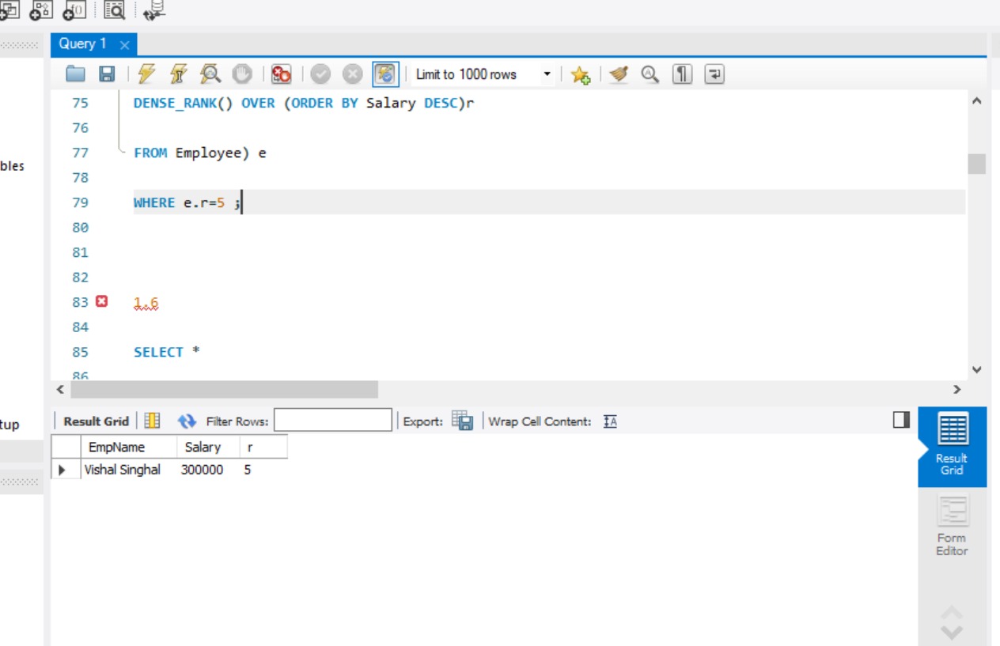 Query 1
Limit to 1000 rows
75 DENSE_RANK() OVER (ORDER BY Salary DESC)r
76
77 FROM Employee) e
bles
78
79 WHERE e.r=5 ;
80
81
82
83 1.6
84
85 SELECT *
86
tup
Result Grid Filter Rows: Export: Wrap Cell Content:
EmpName Salary r
Vishal Singhal 300000 5
Result
Grid
Form
Editor